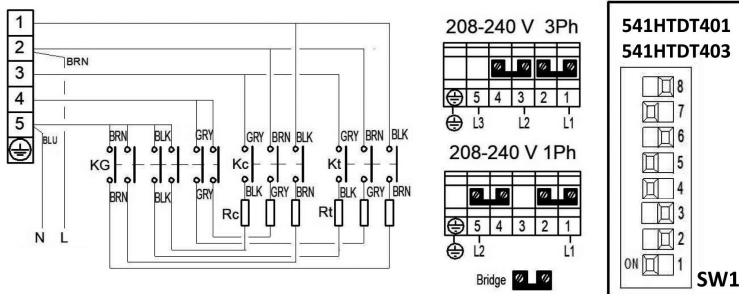 1
2
3
4
5
BRN
BLU
N L
BRN BLK GRY GRY BRN BLK GRY BRN BLK
KG Kc Kt
BRN BLK GRY BLK GRY BRN BLK GRY BRN
Rc Rt
208-240 V 3Ph
5 4 3 2 1
L3 L2 L1
208-240 V 1Ph
5 4 3 2 1
L2 L1
Bridge
541HTDT401
541HTDT403
8
7
6
5
4
3
2
ON 1
SW1